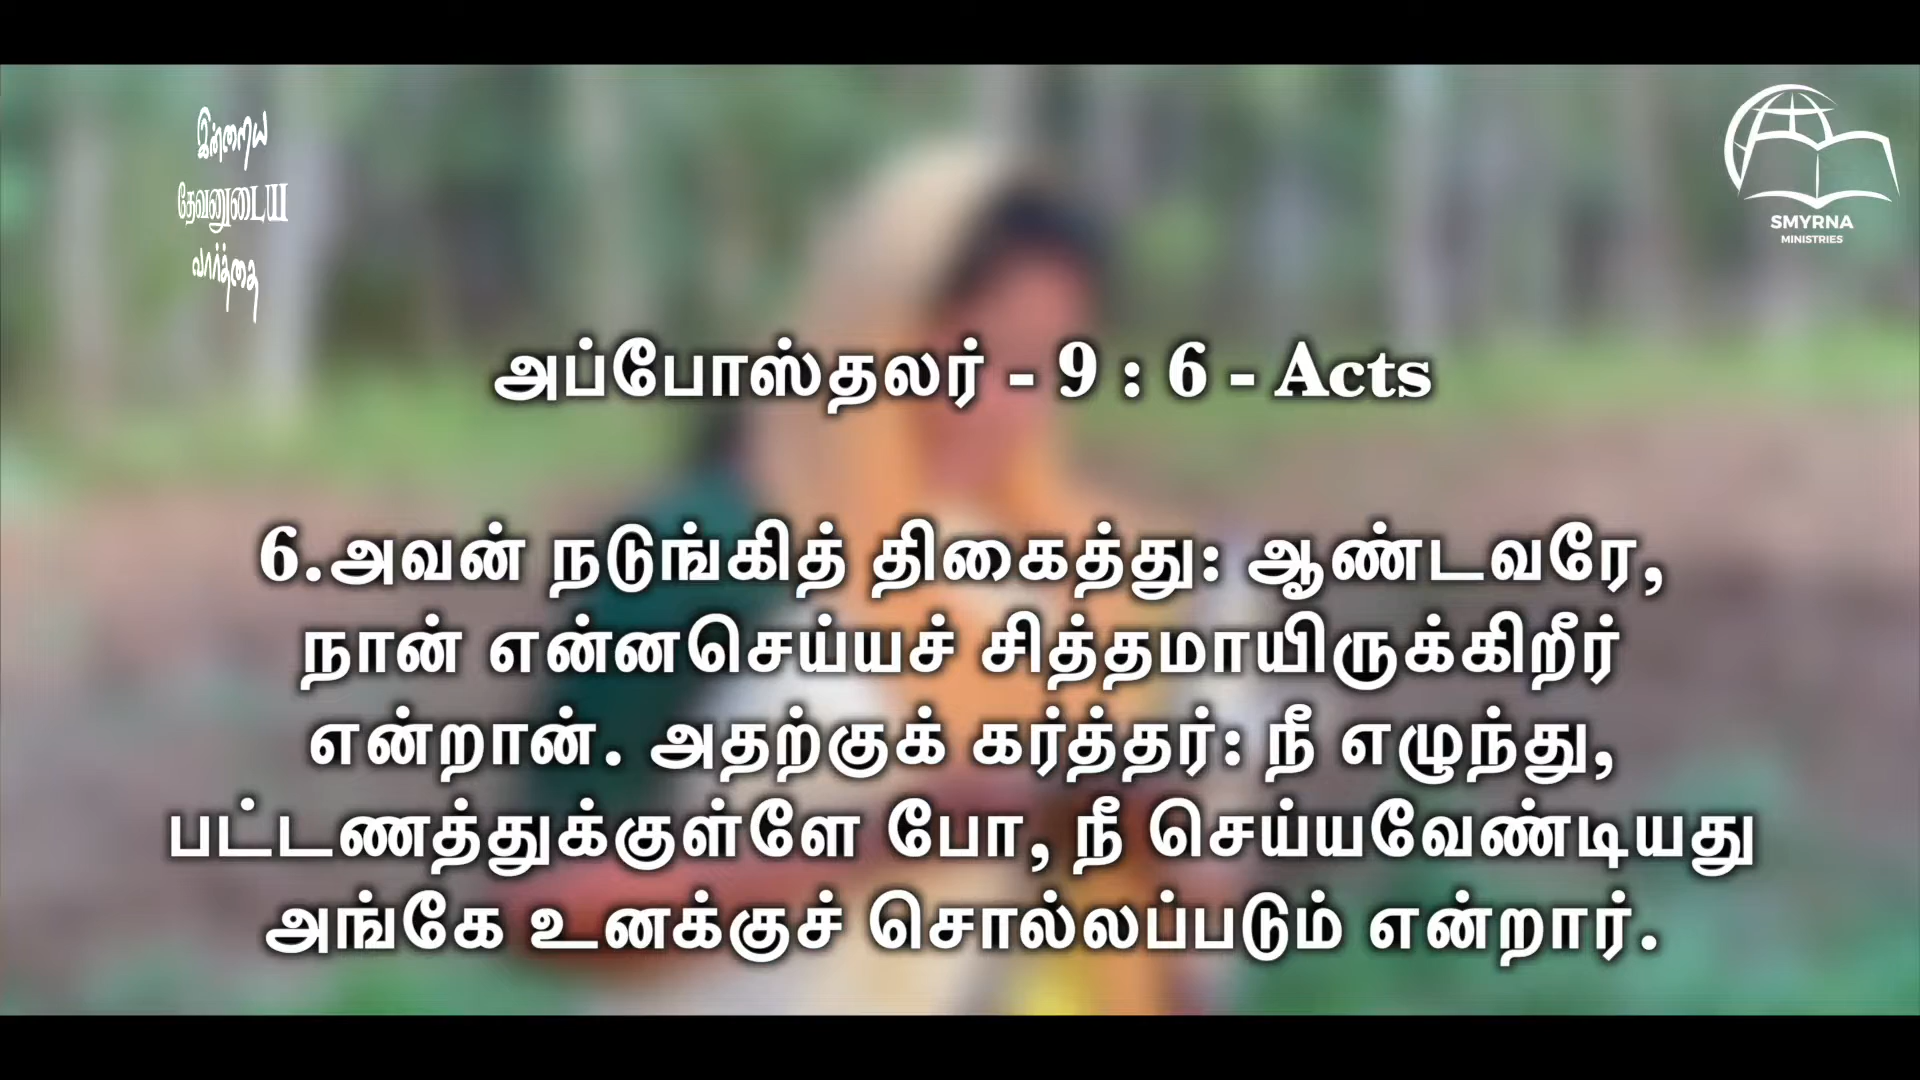 இன்றைய
தேவனுடைய
வார்த்தை
SMYRNA
MINISTRIES
அப்போஸ்தலர் - 9 : 6 - Acts
6.அவன் நடுங்கித் திகைத்து: ஆண்டவரே,
நான் என்னசெய்யச் சித்தமாயிருக்கிறீர்
என்றான். அதற்குக் கர்த்தர்: நீ எழுந்து,
பட்டணத்துக்குள்ளே போ, நீ செய்யவேண்டியது
அங்கே உனக்குச் சொல்லப்படும் என்றார்.